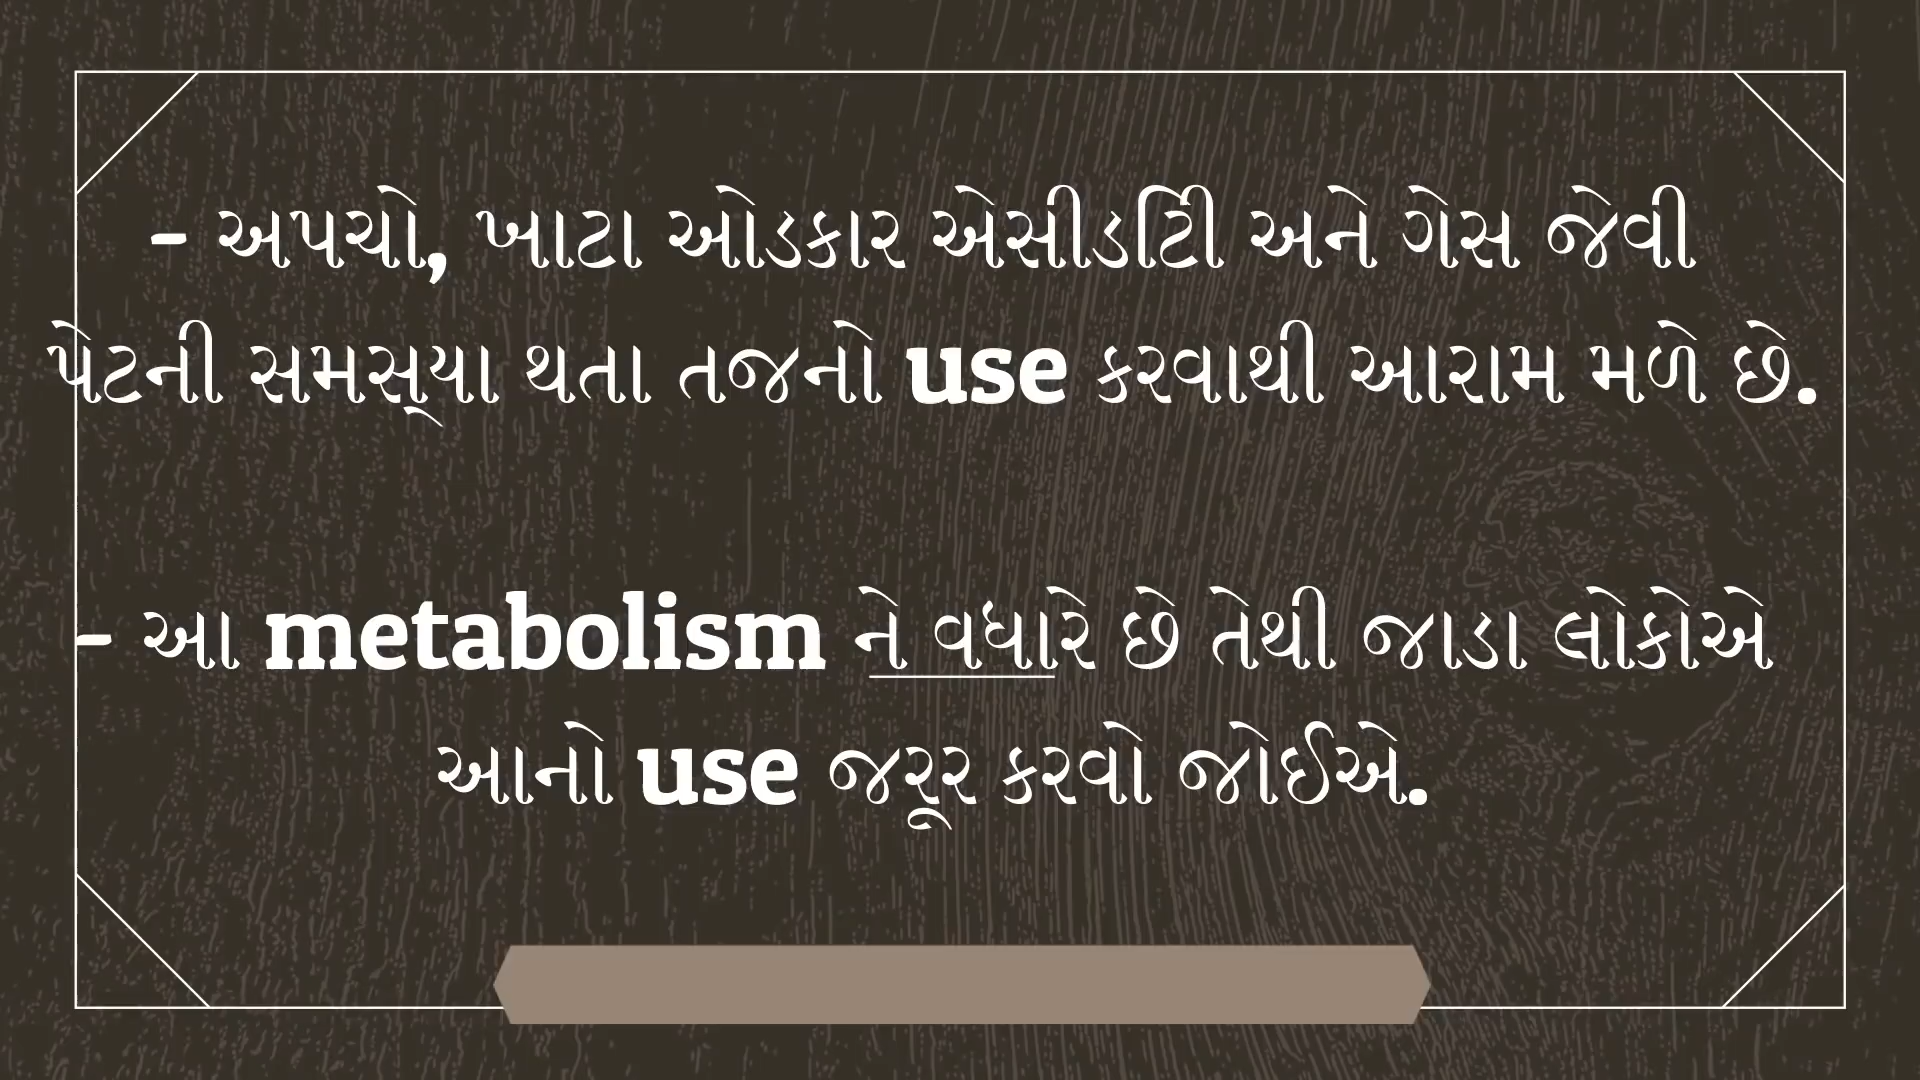 - અપચો, ખાટા ઓડકાર એસીડિટી અને ગેસ જેવી
પેટની સમસ્‌યા થતા તજનો use કરવાથી આરામ મળે છે.
- આ metabolism ને વધારે છે તેથી જાડા લોકોએ
આનો use જરૂર કરવો જોઈએ.